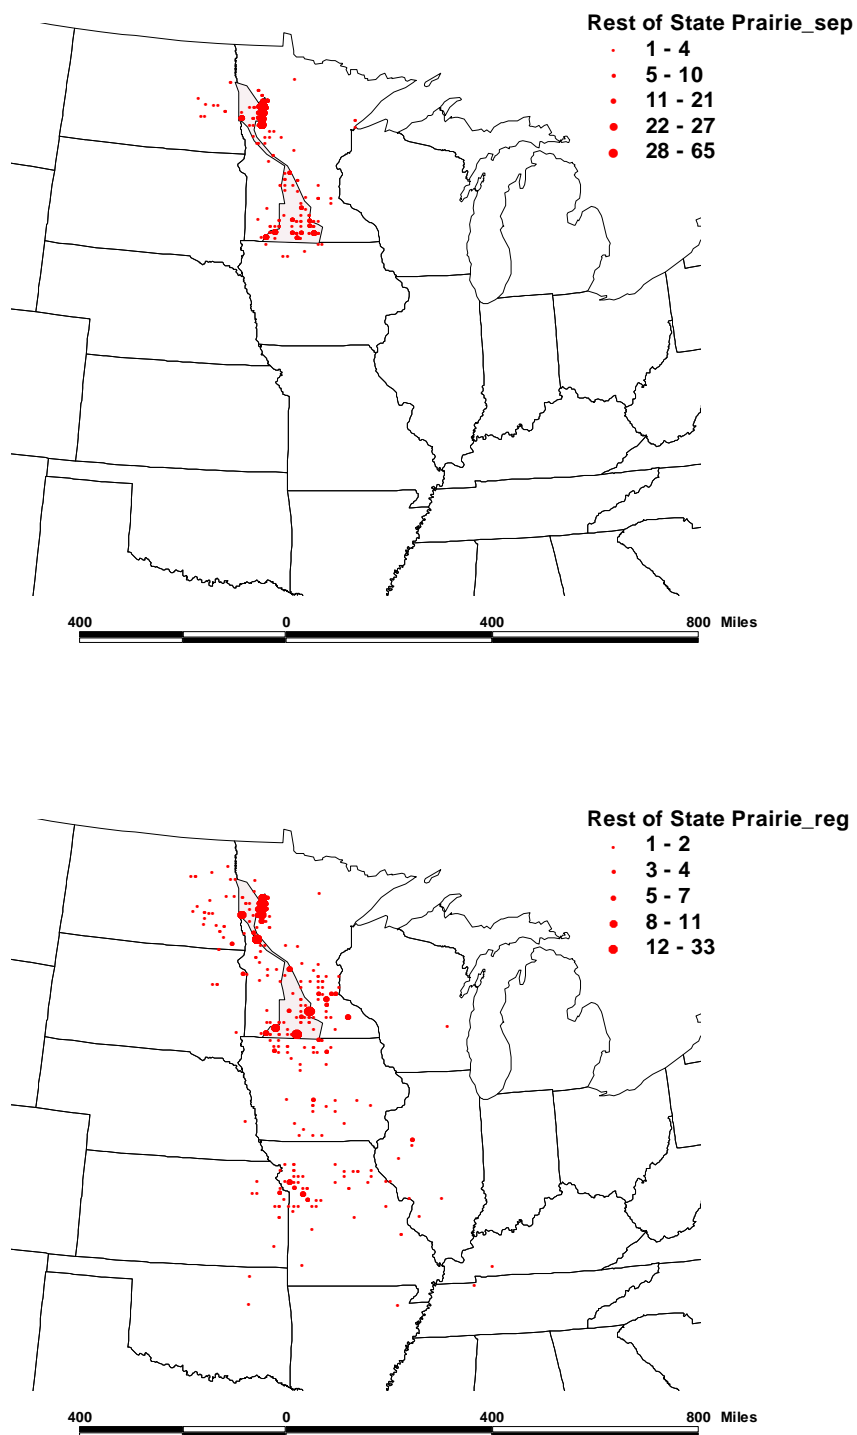 Rest of State Prairie_sep
1 - 4
5 - 10
11 - 21
22 - 27
28 - 65
400 0 400 800 Miles
Rest of State Prairie_reg
1 - 2
3 - 4
5 - 7
8 - 11
12 - 33
400 0 400 800 Miles